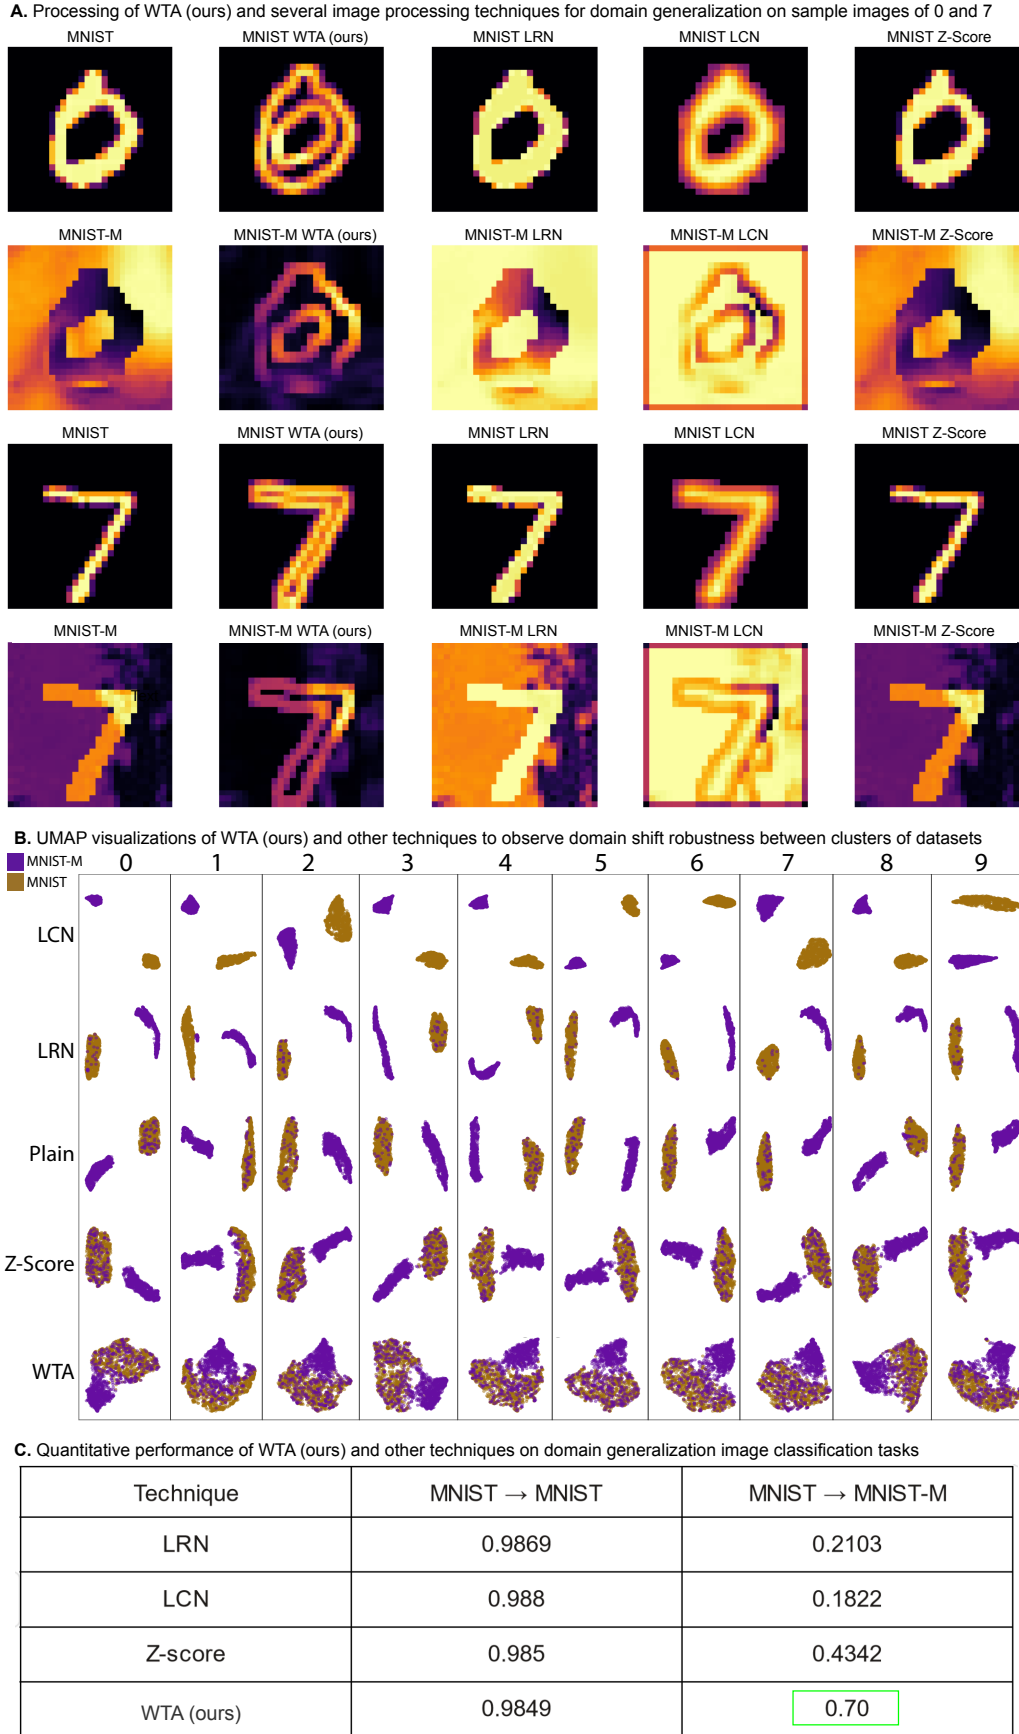 A. Processing of WTA (ours) and several image processing techniques for domain generalization on sample images of 0 and 7
MNIST MNIST WTA (ours) MNIST LRN MNIST LCN MNIST Z-Score
MNIST-M MNIST-M WTA (ours) MNIST-M LRN MNIST-M LCN MNIST-M Z-Score
MNIST MNIST WTA (ours) MNIST LRN MNIST LCN MNIST Z-Score
MNIST-M MNIST-M WTA (ours) MNIST-M LRN MNIST-M LCN MNIST-M Z-Score
B. UMAP visualizations of WTA (ours) and other techniques to observe domain shift robustness between clusters of datasets
MNIST-M 0 1 2 3 4 5 6 7 8 9
MNIST
LCN
LRN
Plain
Z-Score
WTA
C. Quantitative performance of WTA (ours) and other techniques on domain generalization image classification tasks
Technique MNIST → MNIST MNIST → MNIST-M
LRN 0.9869 0.2103
LCN 0.988 0.1822
Z-score 0.985 0.4342
WTA (ours) 0.9849 0.70